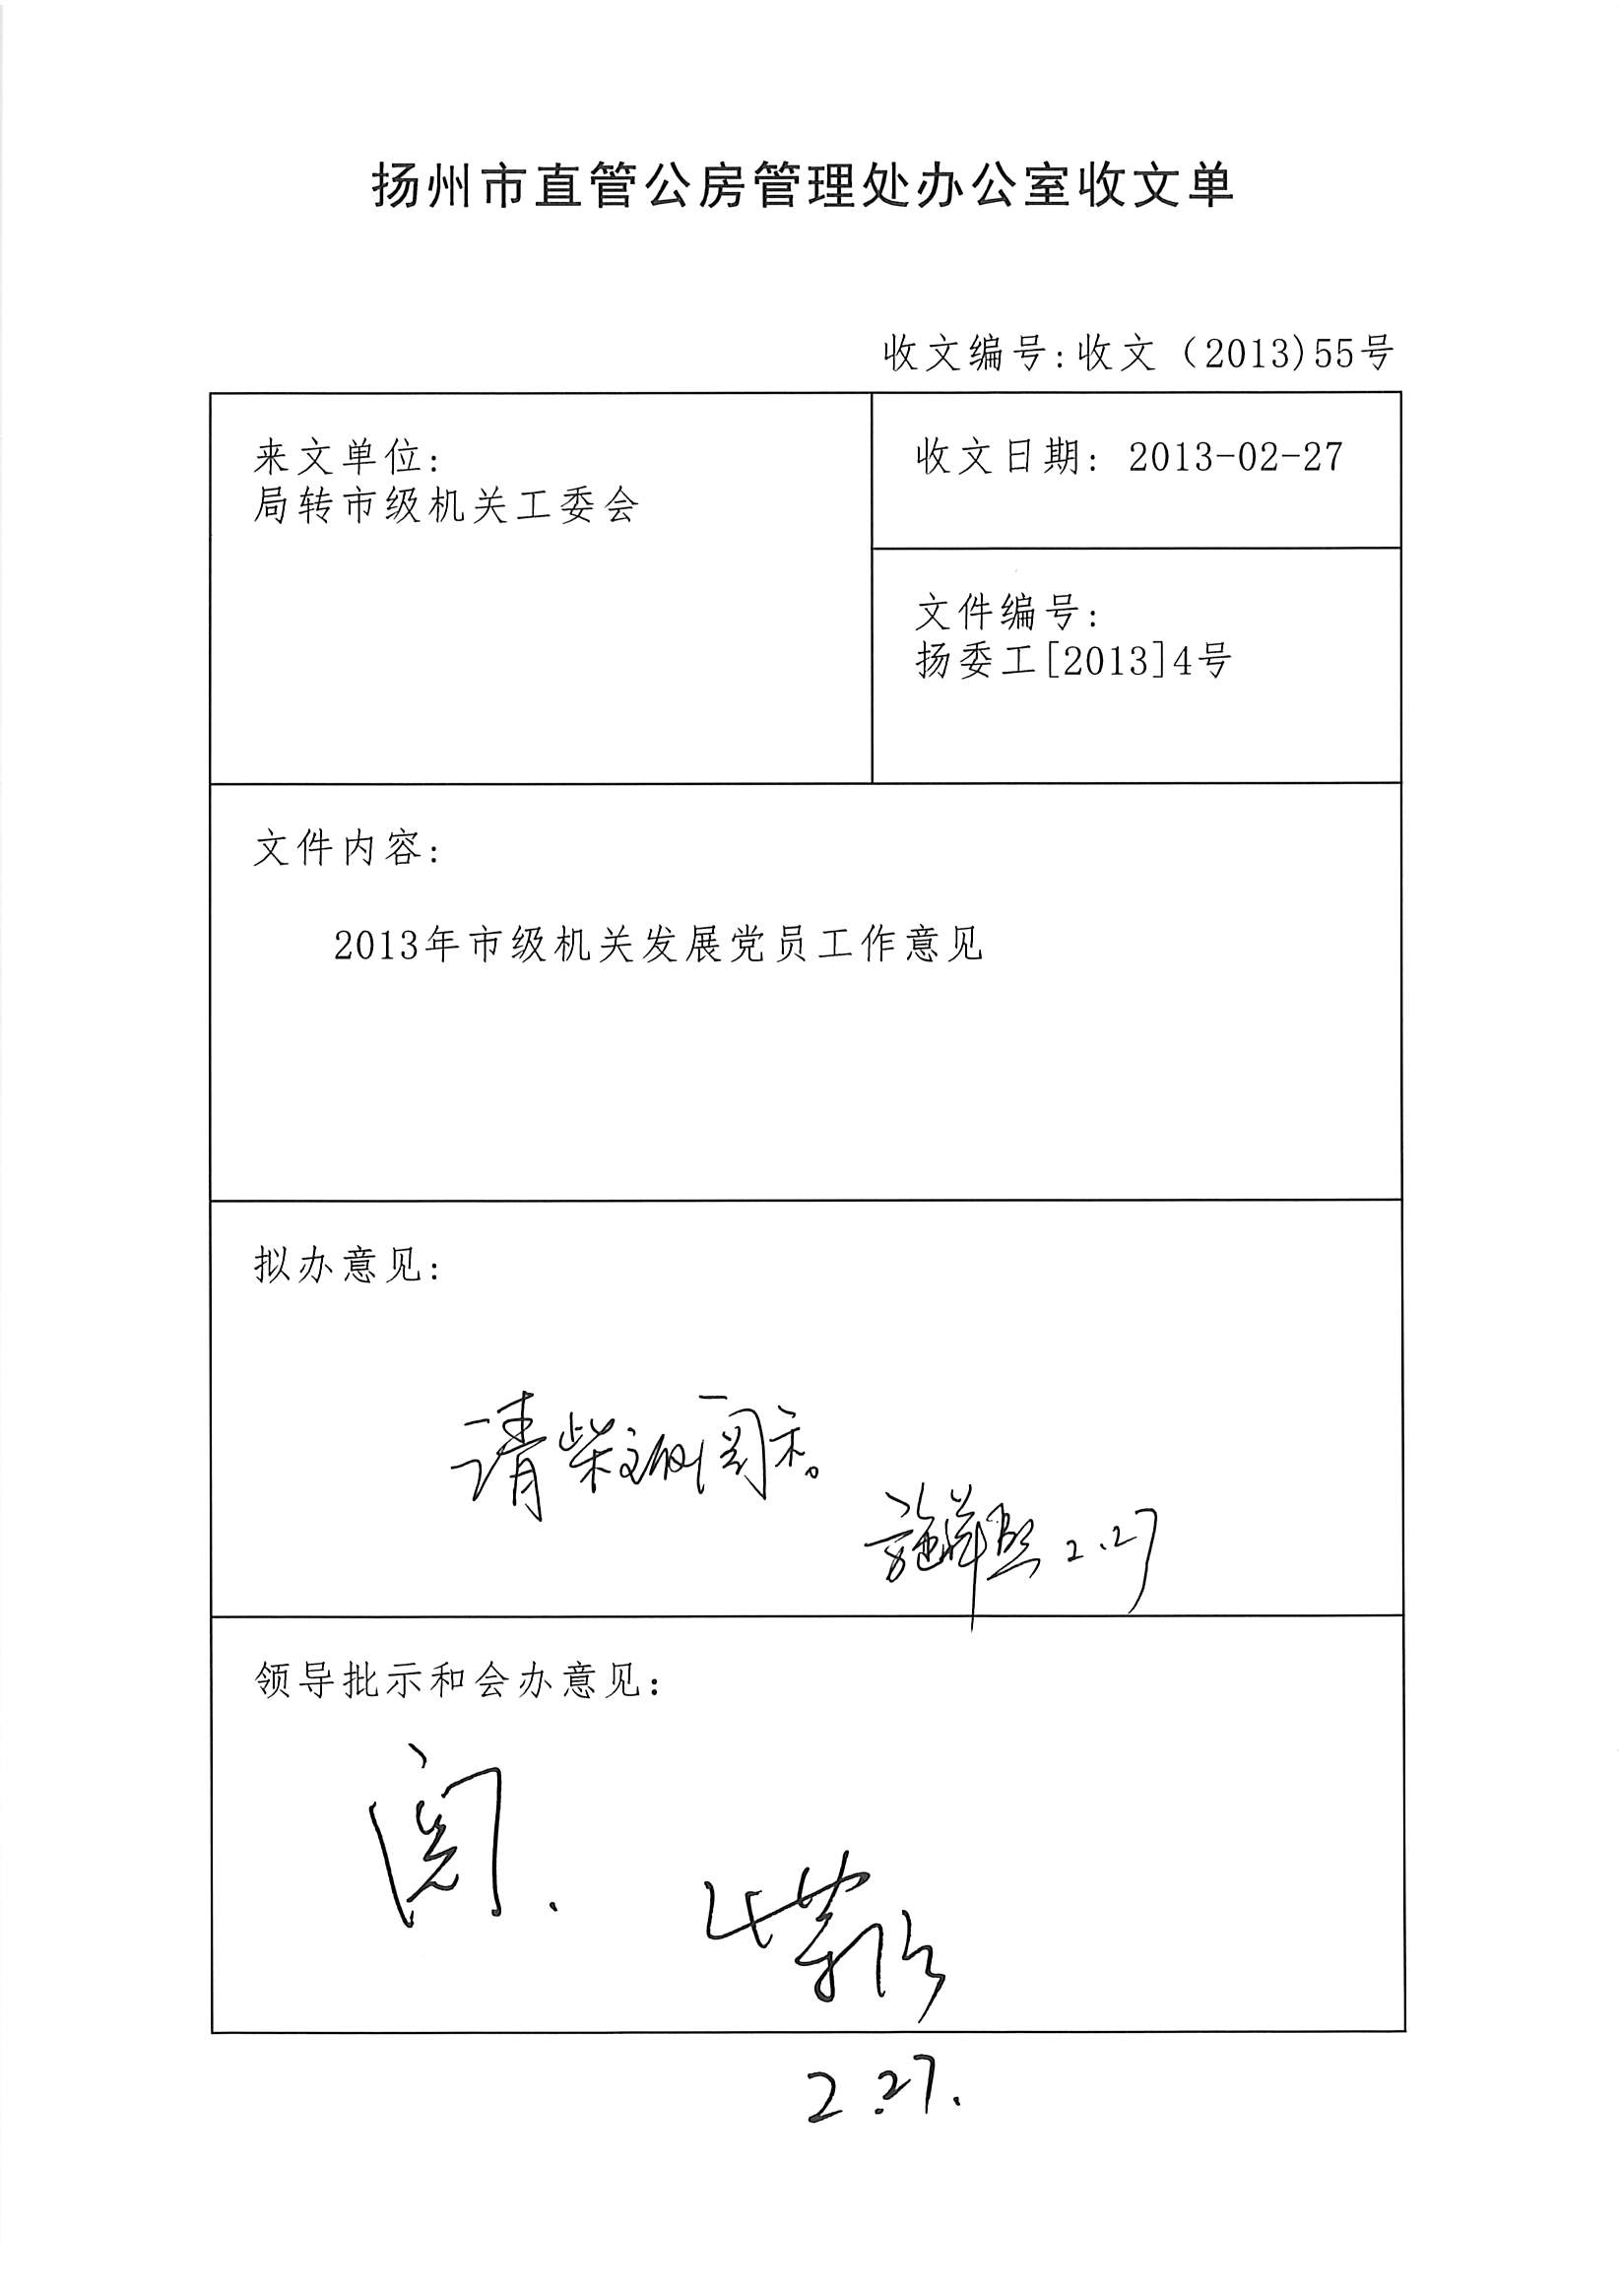 扬州市直管公房管理处办公室收文单
收文编号:收文（2013)55号
来文单位:
局转市级机关工委会
收文日期: 2013-02-27
文件编号:
扬委工[2013]4号
文件内容:
2013年市级机关发展党员工作意见
拟办意见:
请柴 阅示。
施 2.27
领导批示和会办意见:
阅.
2.27.